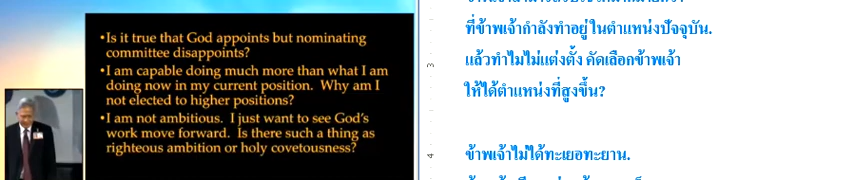 •Is it true that God appoints but nominating
committee disappoints?
•I am capable doing much more than what I am
doing now in my current position. Why am I
not elected to higher positions?
•I am not ambitious. I just want to see God's
work move forward. Is there such a thing as
righteous ambition or holy covetousness?
ที่ข้าพเจ้ากำลังทำอยู่ในตำแหน่งปัจจุบัน.
3
แล้วทำไมไม่แต่งตั้ง คัดเลือกข้าพเจ้า
ให้ได้ตำแหน่งที่สูงขึ้น?
4
ข้าพเจ้าไม่ได้ทะเยอทะยาน.